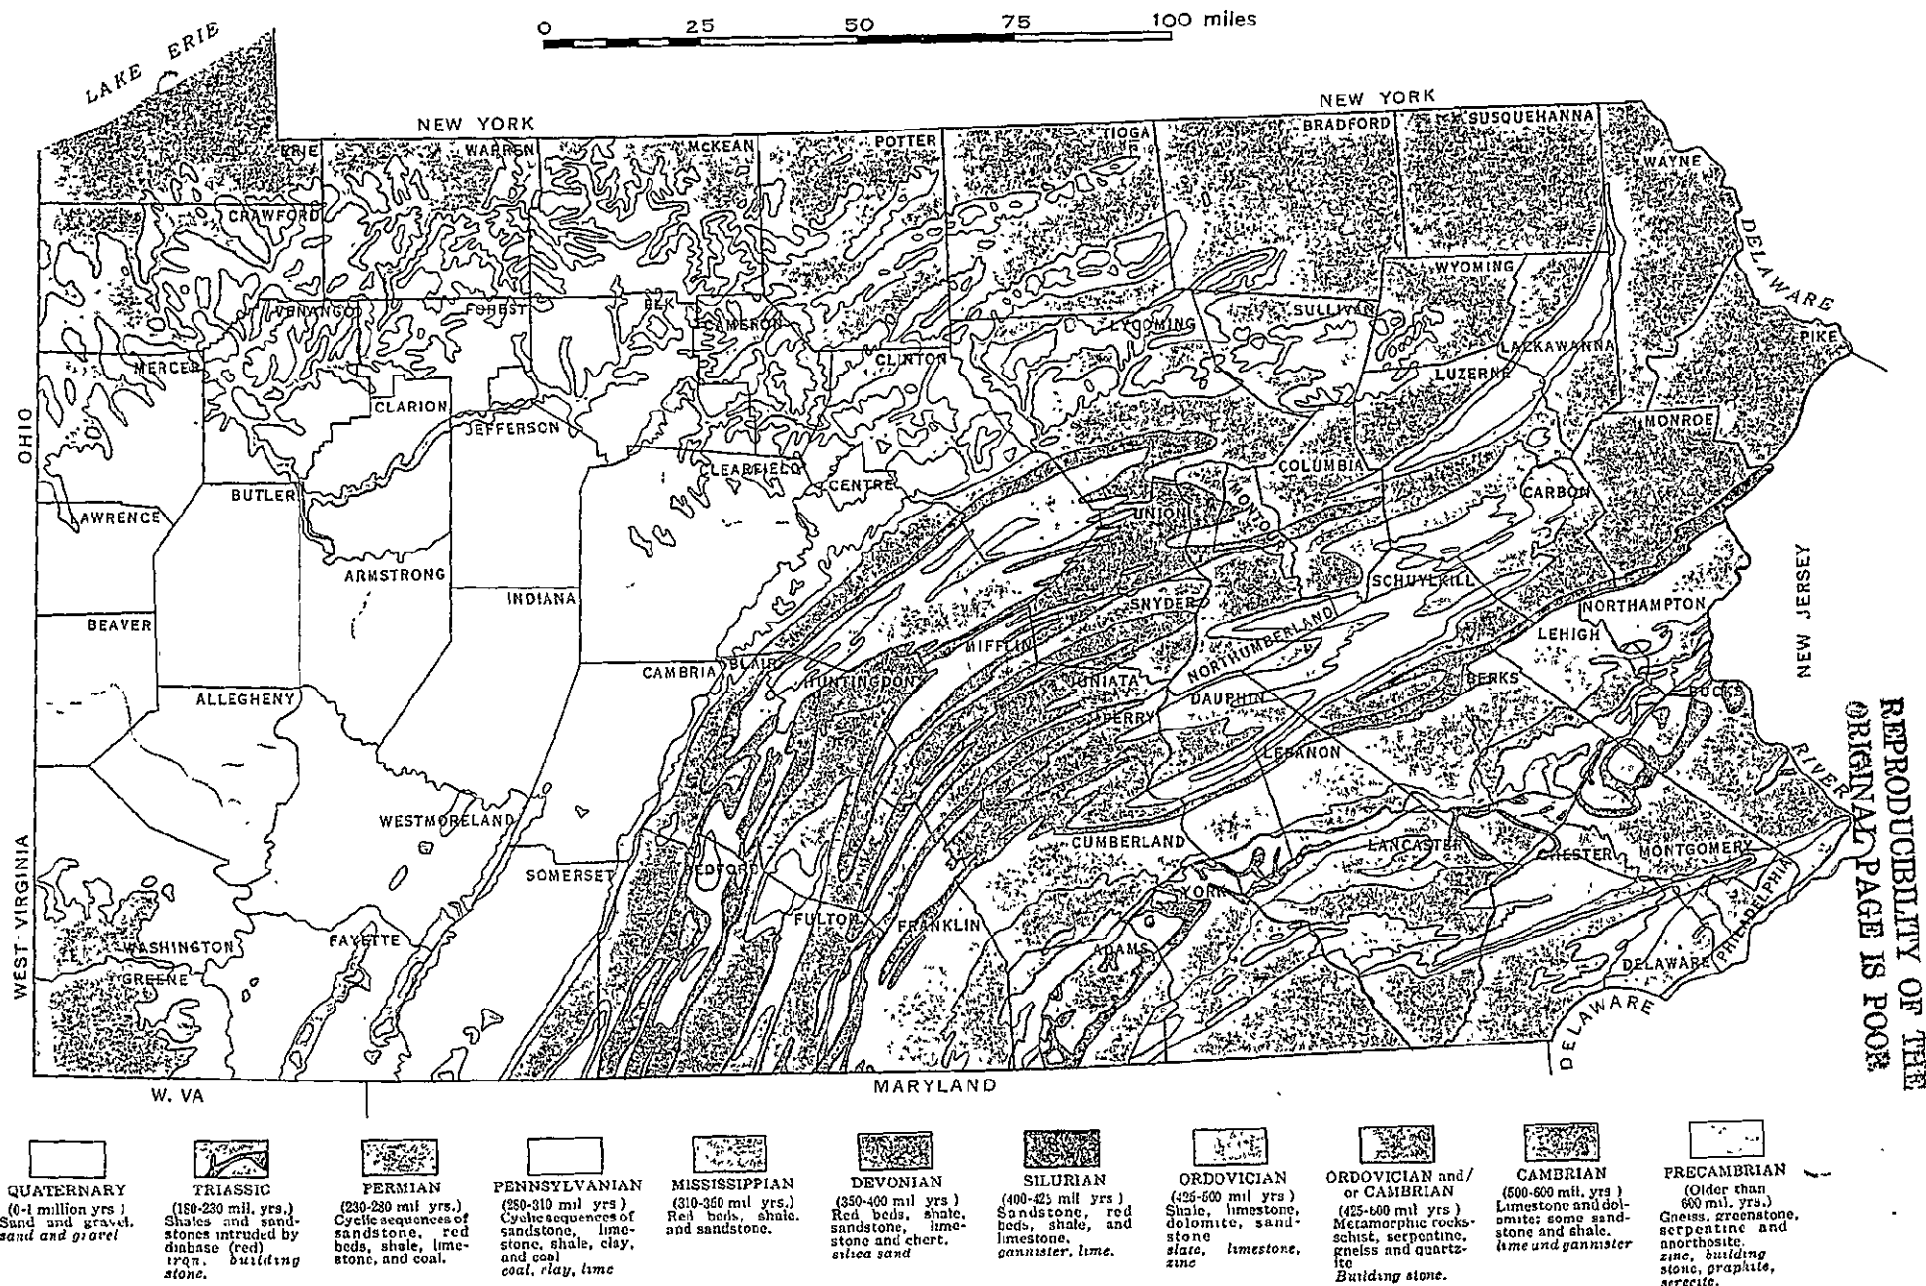 0 25 50 75 100 miles
LAKE ERIE
NEW YORK
NEW YORK
ERIE
WARREN
McKEAN
POTTER
TIOGA
BRADFORD
SUSQUEHANNA
WAYNE
CRAWFORD
DELAWARE
WYOMING
VENANGO
FOREST
ELK
CAMERON
LYCOMING
SULLIVAN
PIKE
MERCER
CLINTON
LACKAWANNA
LUZERNE
OHIO
CLARION
JEFFERSON
MONROE
CLEARFIELD
COLUMBIA
CENTRE
CARBON
BUTLER
LAWRENCE
UNION
MONTO
ARMSTRONG
INDIANA
SCHUYLKILL
NEW JERSEY
BEAVER
SNYDER
NORTHUMBERLAND
NORTHAMPTON
LEHIGH
MIFFLIN
CAMBRIA
BLAIR
HUNTINGDON
JUNIATA
BERKS
BUCKS
ALLEGHENY
DAUPHIN
PERRY
LEBANON
RIVER
WESTMORELAND
CUMBERLAND
LANCASTER
CHESTER
MONTGOMERY
WEST VIRGINIA
SOMERSET
BEDFORD
YORK
PHILADELPHIA
FULTON
FRANKLIN
WASHINGTON
FAYETTE
ADAMS
DELAWARE
GREENE
DELAWARE
W. VA
MARYLAND
REPRODUCIBILITY OF THE
ORIGINAL PAGE IS POOR
QUATERNARY
(0-1 million yrs)
Sand and gravel.
sand and gravel
TRIASSIC
(180-230 mil. yrs.)
Shales and sand-
stones intruded by
diabase (red)
iron, building
stone.
PERMIAN
(230-280 mil yrs.)
Cyclic sequences of
sandstone, red
beds, shale, lime-
stone, and coal.
PENNSYLVANIAN
(280-310 mil yrs)
Cyclic sequences of
sandstone, lime-
stone, shale, clay,
and coal
coal, clay, lime
MISSISSIPPIAN
(310-350 mil yrs.)
Red beds, shale,
and sandstone.
DEVONIAN
(350-400 mil yrs)
Red beds, shale,
sandstone, lime-
stone and chert.
silica sand
SILURIAN
(400-425 mil yrs)
Sandstone, red
beds, shale, and
limestone.
gannister, lime.
ORDOVICIAN
(425-500 mil yrs)
Shale, limestone,
dolomite, sand-
stone
slate, limestone,
zinc
ORDOVICIAN and/
or CAMBRIAN
(425-600 mil yrs)
Metamorphic rocks-
schist, serpentine,
gneiss and quartz-
ite
Building stone.
CAMBRIAN
(500-600 mil. yrs)
Limestone and dol-
omite; some sand-
stone and shale.
lime and gannister
PRECAMBRIAN
(Older than
600 mil. yrs.)
Gneiss, greenstone,
serpentine and
anorthosite.
zinc, building
stone, graphite,
sericite.